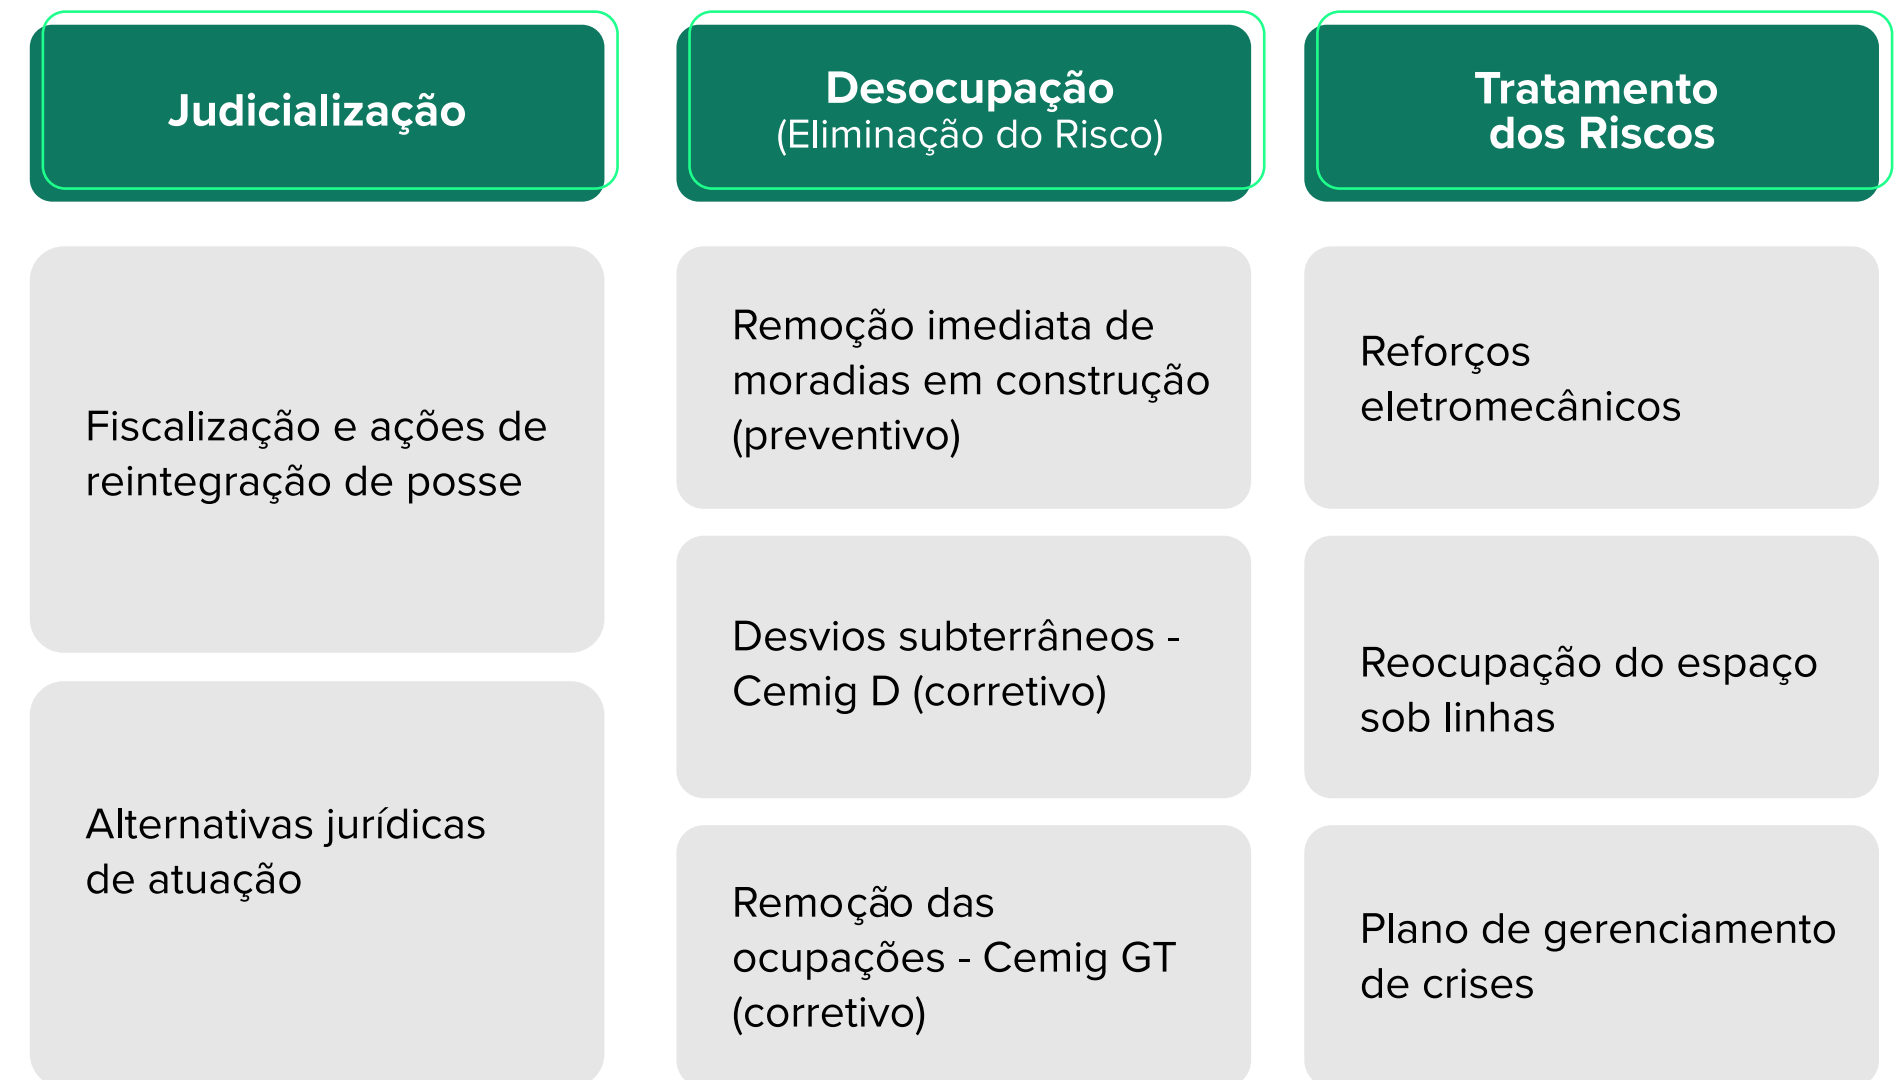 Judicialização
Fiscalização e ações de
reintegração de posse
Alternativas jurídicas
de atuação
Desocupação
(Eliminação do Risco)
Remoção imediata de
moradias em construção
(preventivo)
Desvios subterrâneos -
Cemig D (corretivo)
Remoção das
ocupações - Cemig GT
(corretivo)
Tratamento
dos Riscos
Reforços
eletromecânicos
Reocupação do espaço
sob linhas
Plano de gerenciamento
de crises